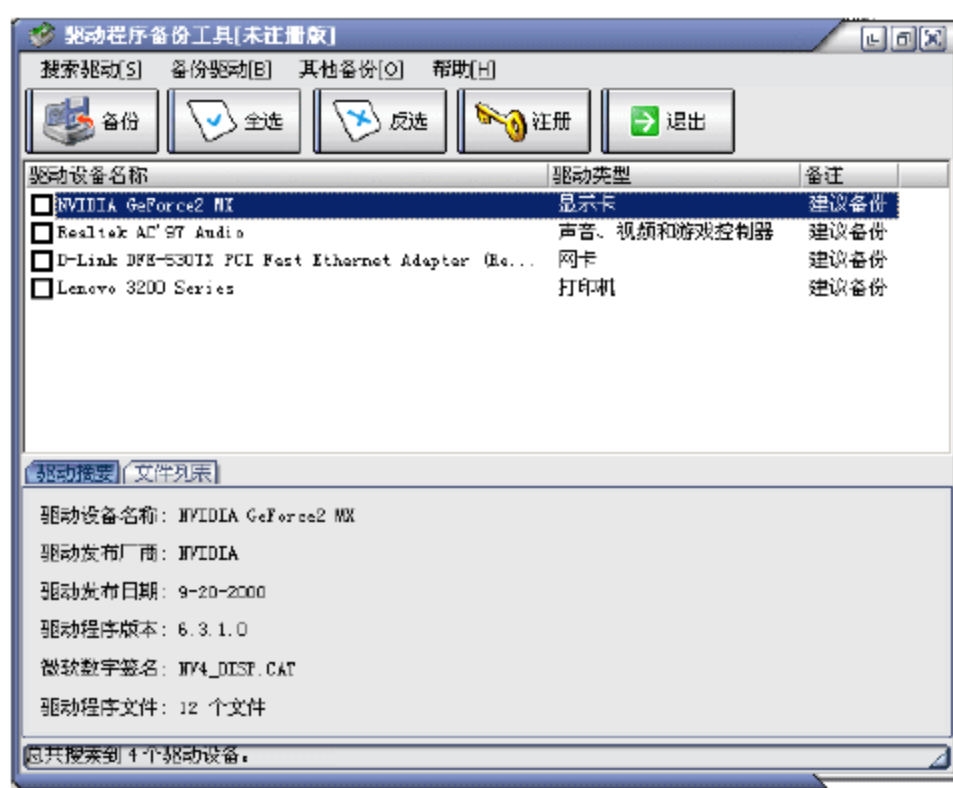 驱动程序备份工具[未注册版]
搜索驱动[S] 备份驱动[B] 其他备份[O] 帮助[H]
备份 全选 反选 注册 退出
驱动设备名称 驱动类型 备注
NVIDIA GeForce2 MX 显示卡 建议备份
Realtek AC'97 Audio 声音、视频和游戏控制器 建议备份
D-Link DFE-530TX PCI Fast Ethernet Adapter (Re... 网卡 建议备份
Lenovo 3200 Series 打印机 建议备份
驱动摘要 文件列表
驱动设备名称: NVIDIA GeForce2 MX
驱动发布厂商: NVIDIA
驱动发布日期: 9-20-2000
驱动程序版本: 6.3.1.0
微软数字签名: NV4_DISP.CAT
驱动程序文件: 12 个文件
总共搜索到 4 个驱动设备。